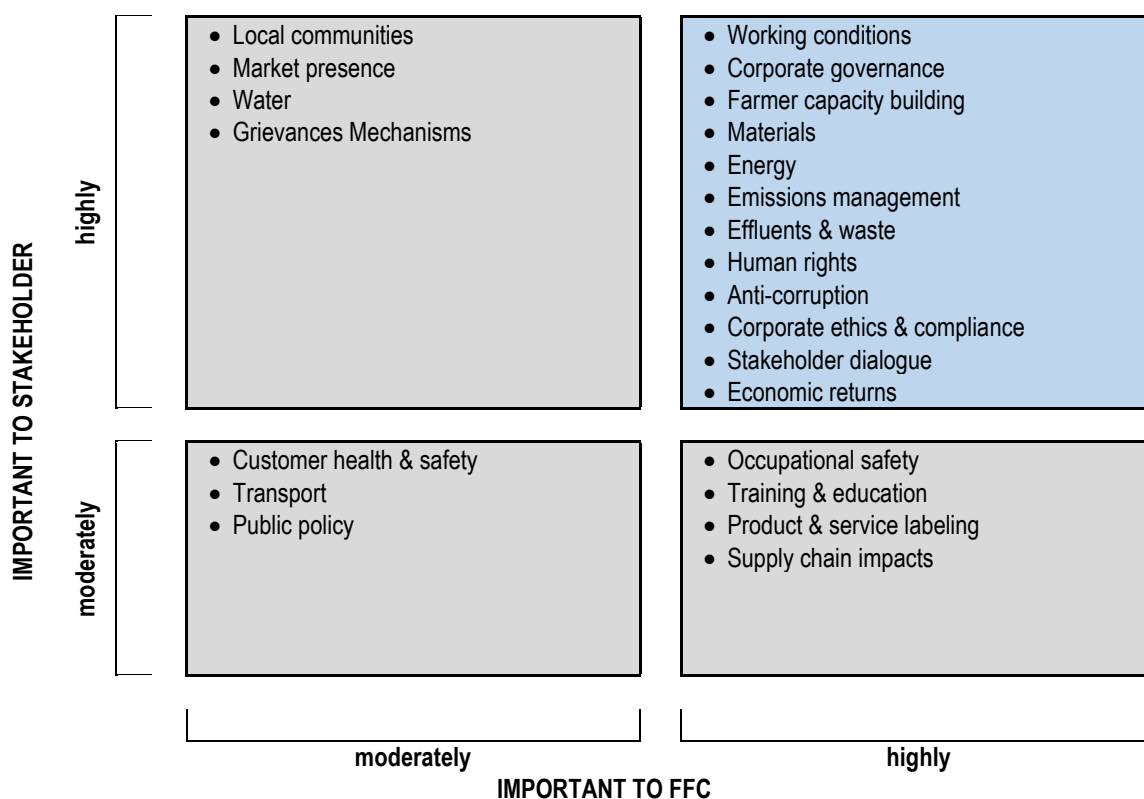 IMPORTANT TO STAKEHOLDER
highly
• Local communities
• Market presence
• Water
• Grievances Mechanisms
• Working conditions
• Corporate governance
• Farmer capacity building
• Materials
• Energy
• Emissions management
• Effluents & waste
• Human rights
• Anti-corruption
• Corporate ethics & compliance
• Stakeholder dialogue
• Economic returns
moderately
• Customer health & safety
• Transport
• Public policy
• Occupational safety
• Training & education
• Product & service labeling
• Supply chain impacts
moderately
highly
IMPORTANT TO FFC